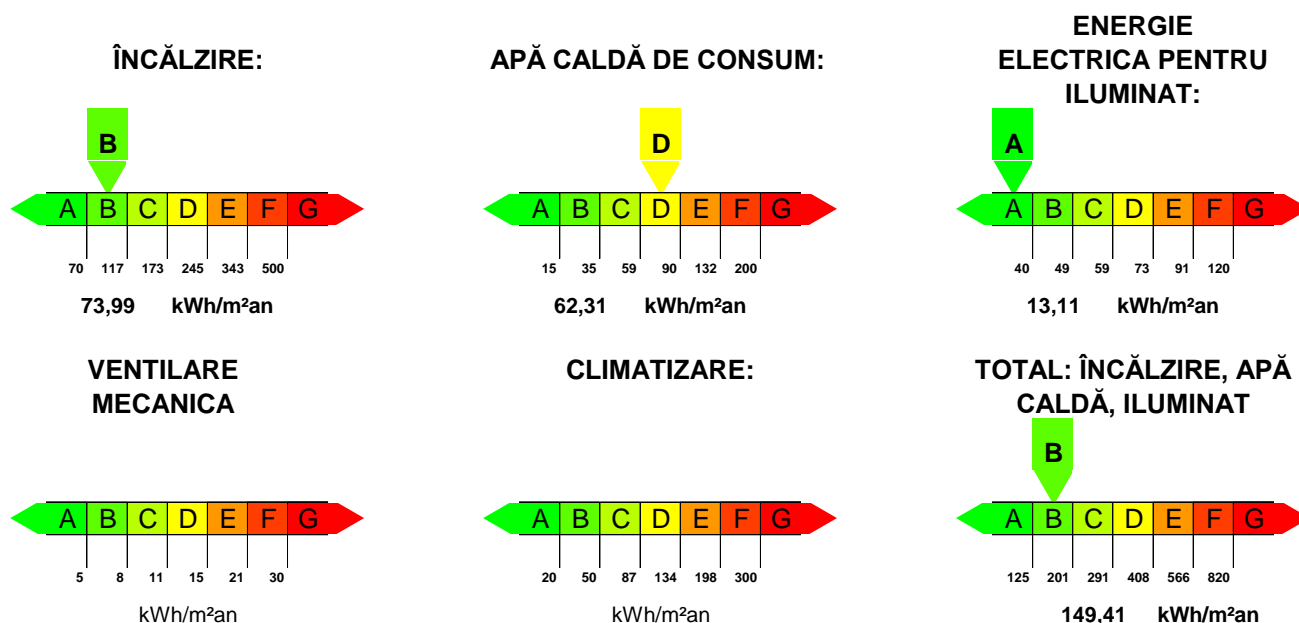 ÎNCĂLZIRE:
B
A B C D E F G
70 117 173 245 343 500
73,99 kWh/m²an
APĂ CALDĂ DE CONSUM:
D
A B C D E F G
15 35 59 90 132 200
62,31 kWh/m²an
ENERGIE
ELECTRICA PENTRU
ILUMINAT:
A
A B C D E F G
40 49 59 73 91 120
13,11 kWh/m²an
VENTILARE
MECANICA
A B C D E F G
5 8 11 15 21 30
kWh/m²an
CLIMATIZARE:
A B C D E F G
20 50 87 134 198 300
kWh/m²an
TOTAL: ÎNCĂLZIRE, APĂ
CALDĂ, ILUMINAT
B
A B C D E F G
125 201 291 408 566 820
149,41 kWh/m²an